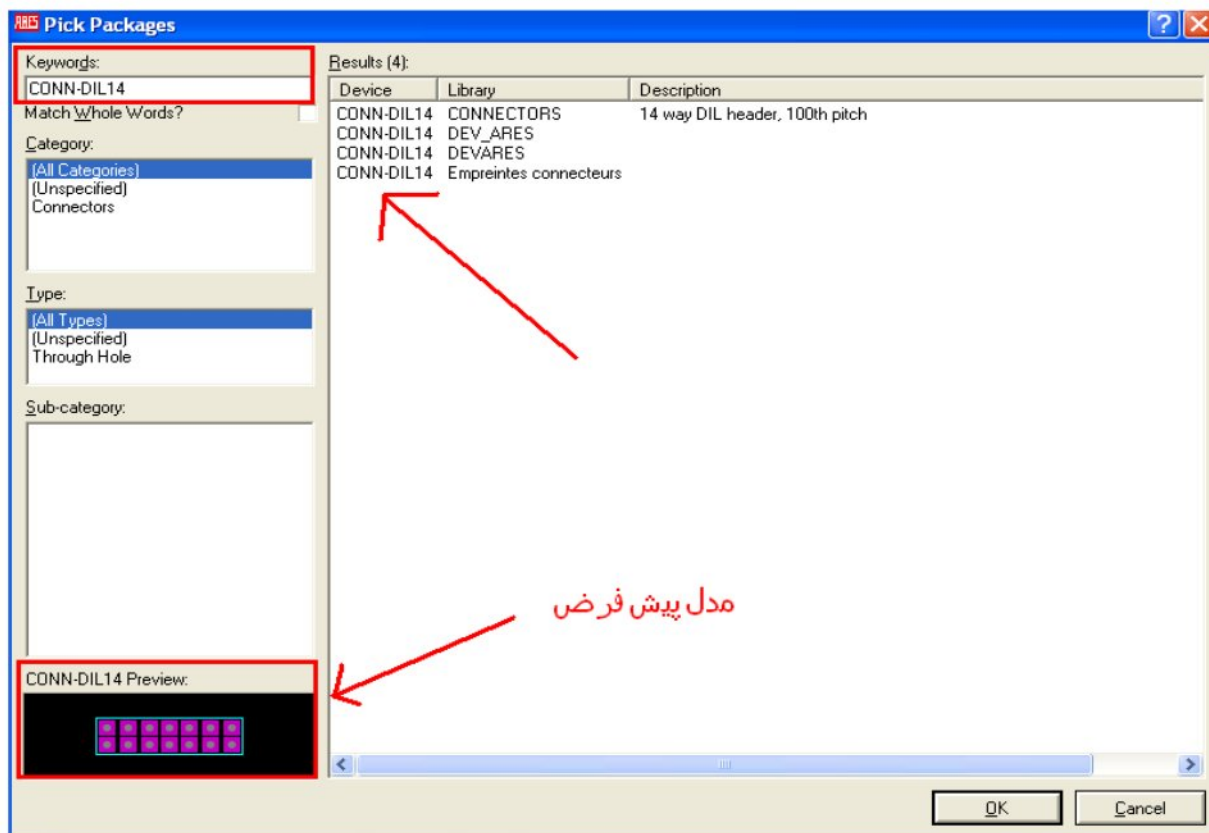 ARES Pick Packages
Keywords:
CONN-DIL14
Match Whole Words?
Category:
(All Categories)
(Unspecified)
Connectors
Type:
(All Types)
(Unspecified)
Through Hole
Sub-category:
CONN-DIL14 Preview:
Results (4):
Device Library Description
CONN-DIL14 CONNECTORS 14 way DIL header, 100th pitch
CONN-DIL14 DEV_ARES
CONN-DIL14 DEVARES
CONN-DIL14 Empreintes connecteurs
مدل پیش فرض
OK Cancel